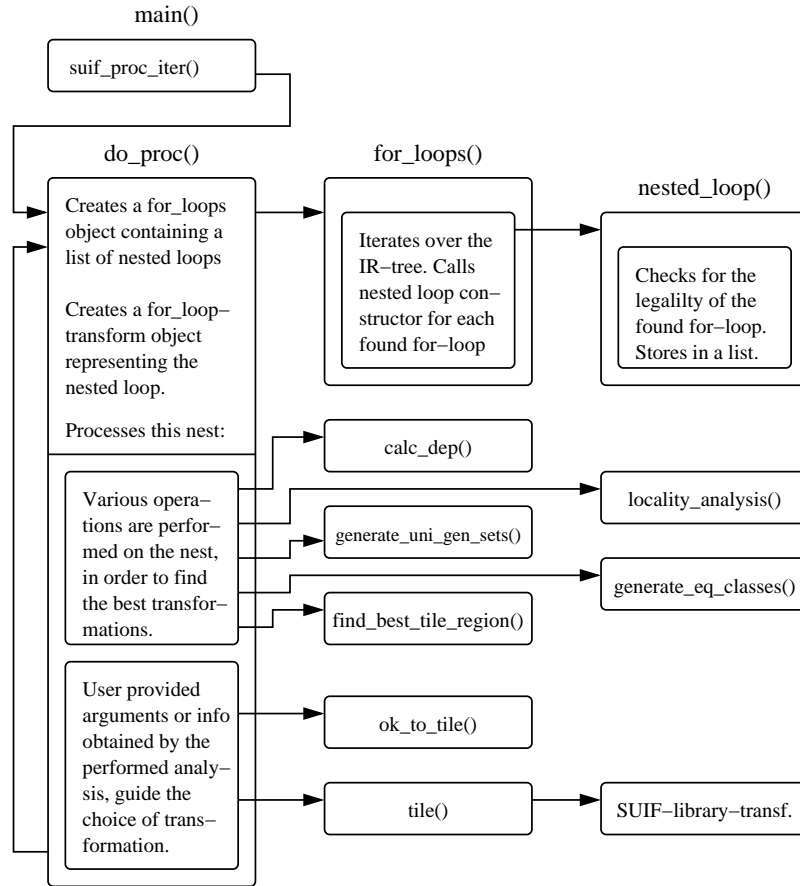 main()
suif_proc_iter()
do_proc()
Creates a for_loops
object containing a
list of nested loops
Creates a for_loop–
transform object
representing the
nested loop.
Processes this nest:
for_loops()
Iterates over the
IR–tree. Calls
nested loop con–
structor for each
found for–loop
nested_loop()
Checks for the
legalilty of the
found for–loop.
Stores in a list.
Various opera–
tions are perfor–
med on the nest,
in order to find
the best transfor–
mations.
calc_dep()
locality_analysis()
generate_uni_gen_sets()
generate_eq_classes()
find_best_tile_region()
User provided
arguments or info
obtained by the
performed analy–
sis, guide the
choice of trans–
formation.
ok_to_tile()
tile()
SUIF–library–transf.